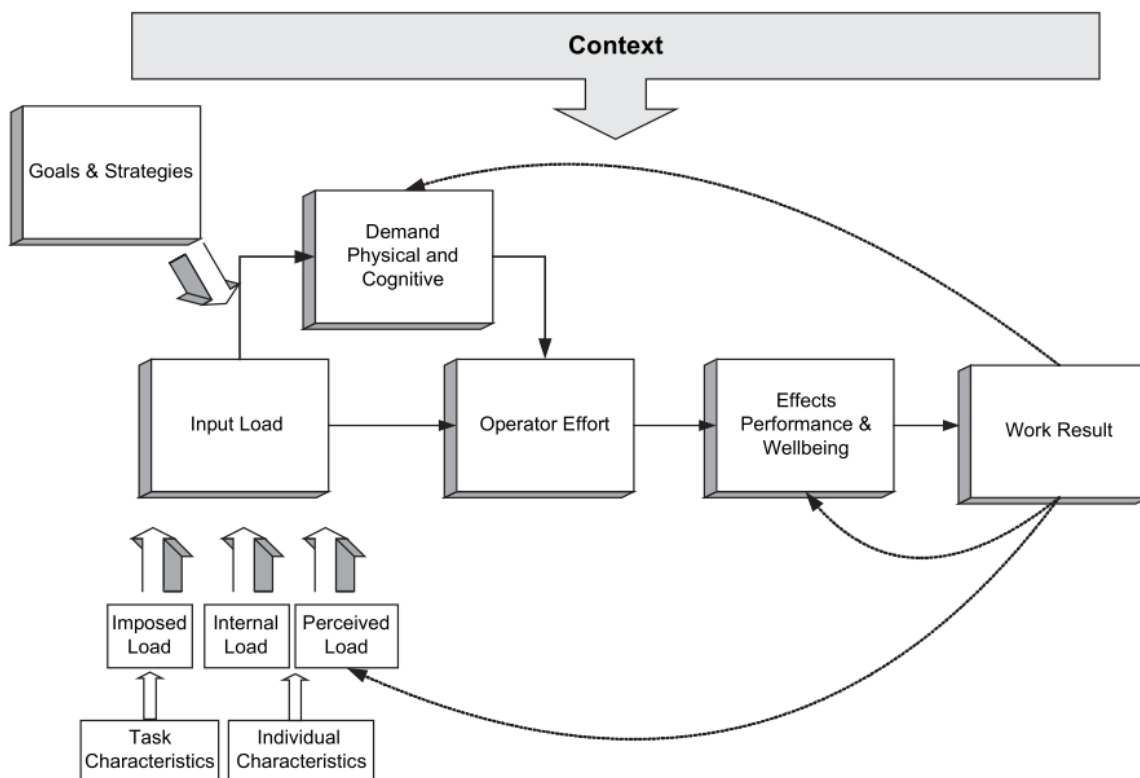 Context
Goals & Strategies
Demand
Physical and
Cognitive
Input Load
Operator Effort
Effects
Performance &
Wellbeing
Work Result
Imposed
Load
Internal
Load
Perceived
Load
Task
Characteristics
Individual
Characteristics